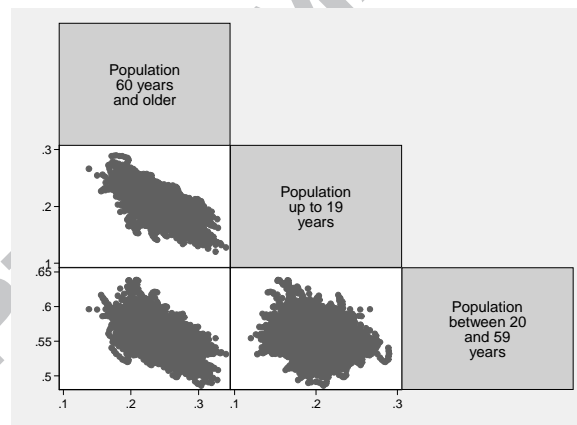 Population
60 years
and older
.3
.2
.1
Population
up to 19
years
.65
.6
.55
.5
Population
between 20
and 59
years
.1 .2 .3 .1 .2 .3